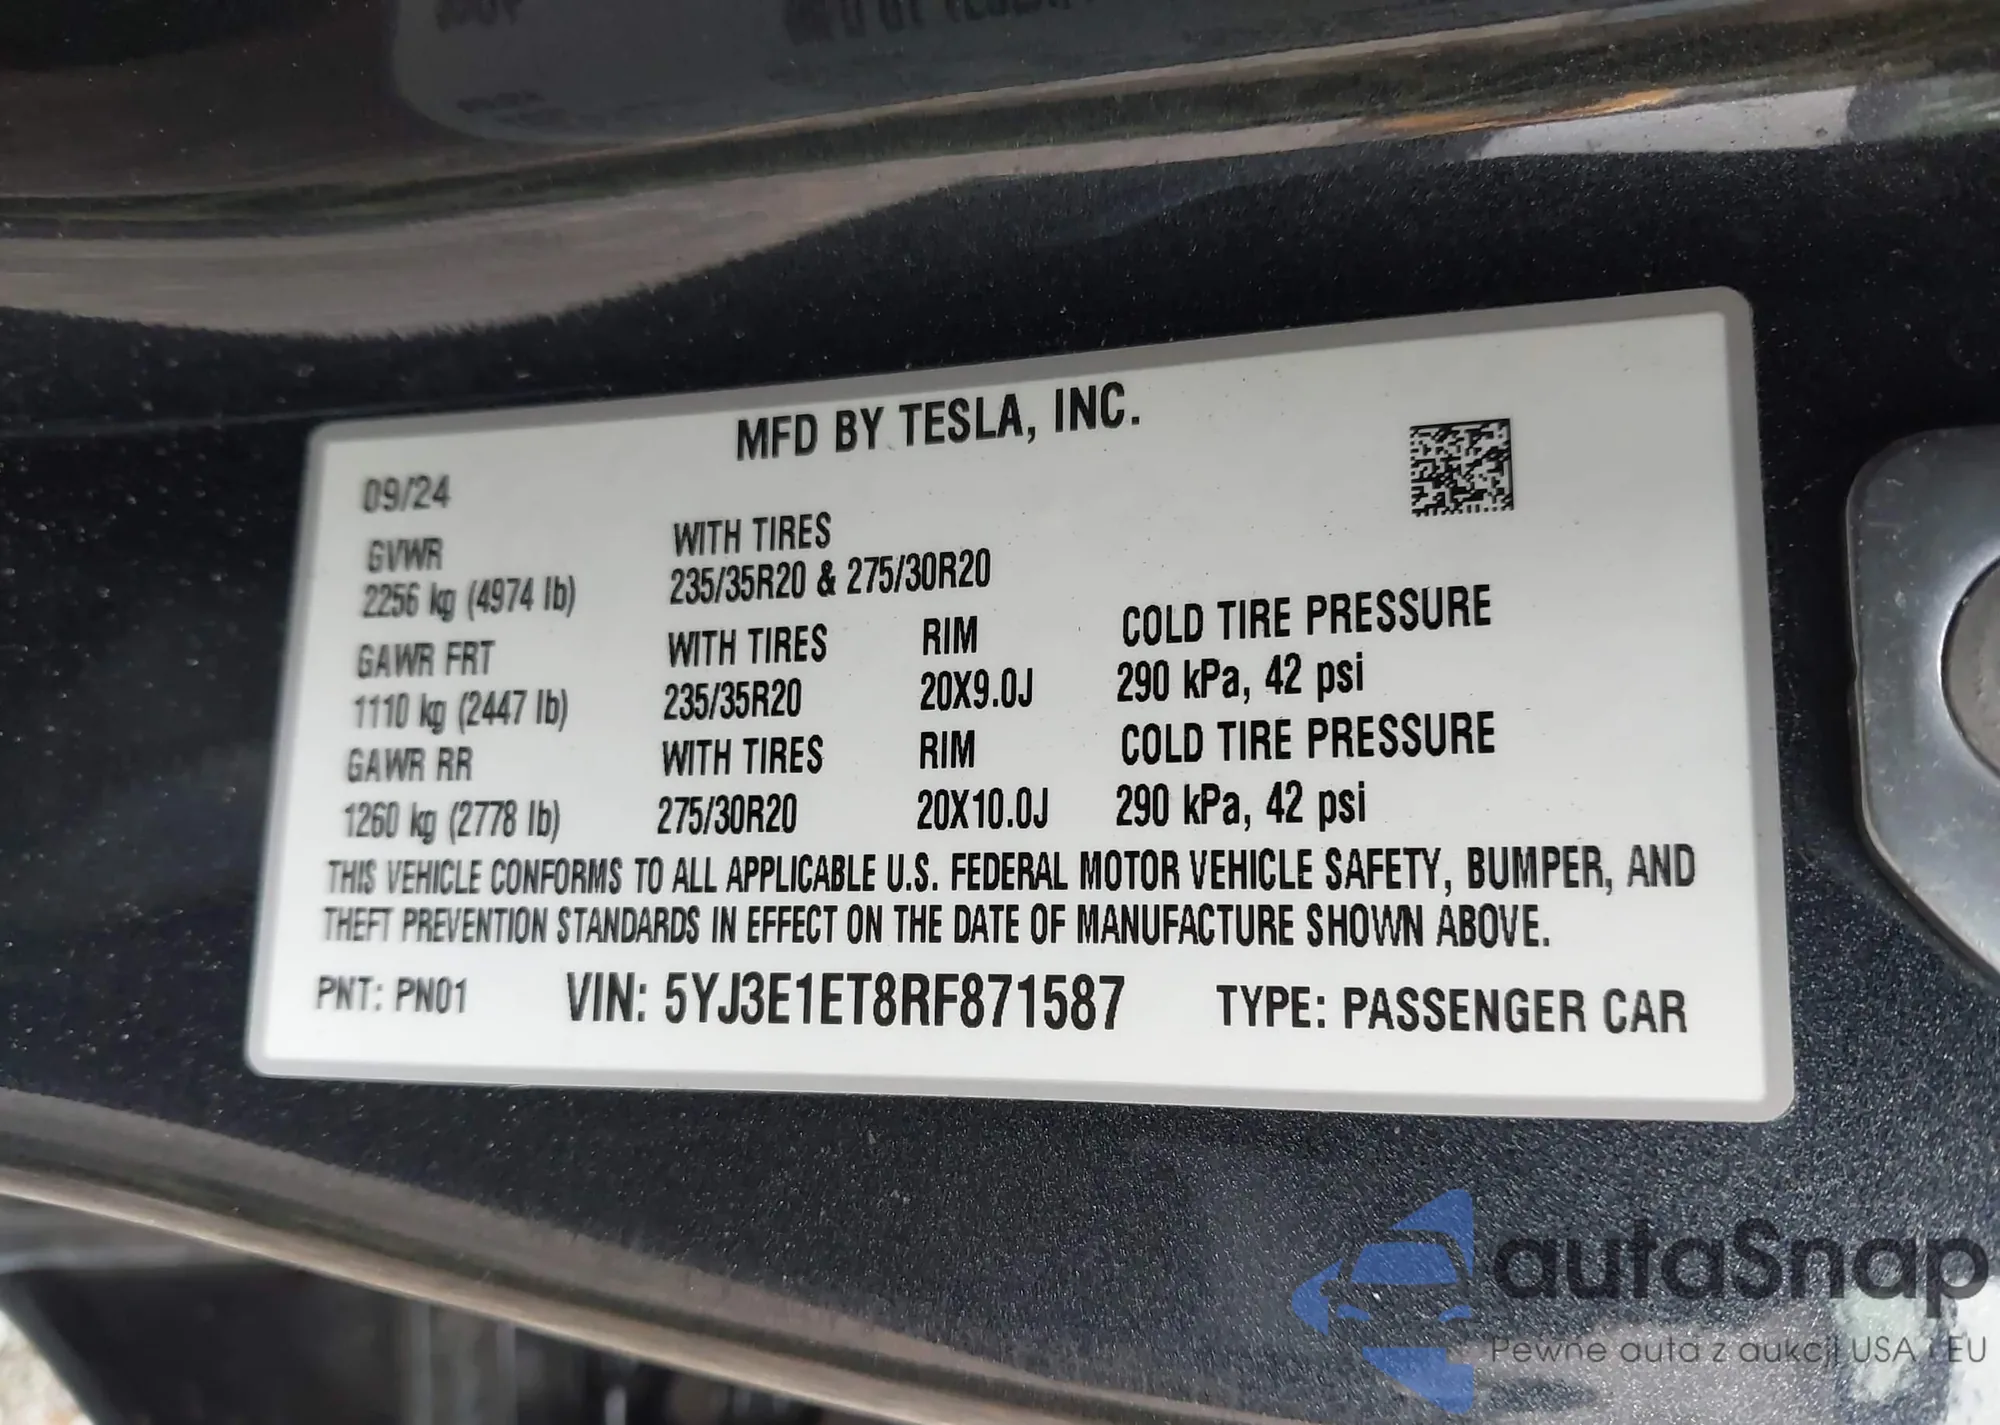 MFD BY TESLA, INC.
09/24
GVWR WITH TIRES
2256 kg (4974 lb) 235/35R20 & 275/30R20
GAWR FRT WITH TIRES RIM COLD TIRE PRESSURE
1110 kg (2447 lb) 235/35R20 20X9.0J 290 kPa, 42 psi
GAWR RR WITH TIRES RIM COLD TIRE PRESSURE
1260 kg (2778 lb) 275/30R20 20X10.0J 290 kPa, 42 psi
THIS VEHICLE CONFORMS TO ALL APPLICABLE U.S. FEDERAL MOTOR VEHICLE SAFETY, BUMPER, AND
THEFT PREVENTION STANDARDS IN EFFECT ON THE DATE OF MANUFACTURE SHOWN ABOVE.
PNT: PN01 VIN: 5YJ3E1ET8RF871587 TYPE: PASSENGER CAR
autaSnap
Pewne auta z aukcji USA i EU